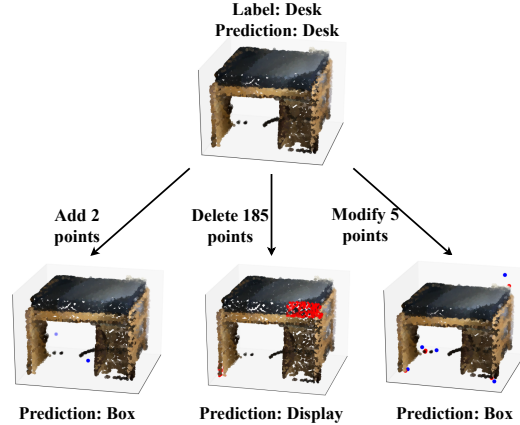 Label: Desk
Prediction: Desk
Add 2
points
Delete 185
points
Modify 5
points
Prediction: Box
Prediction: Display
Prediction: Box